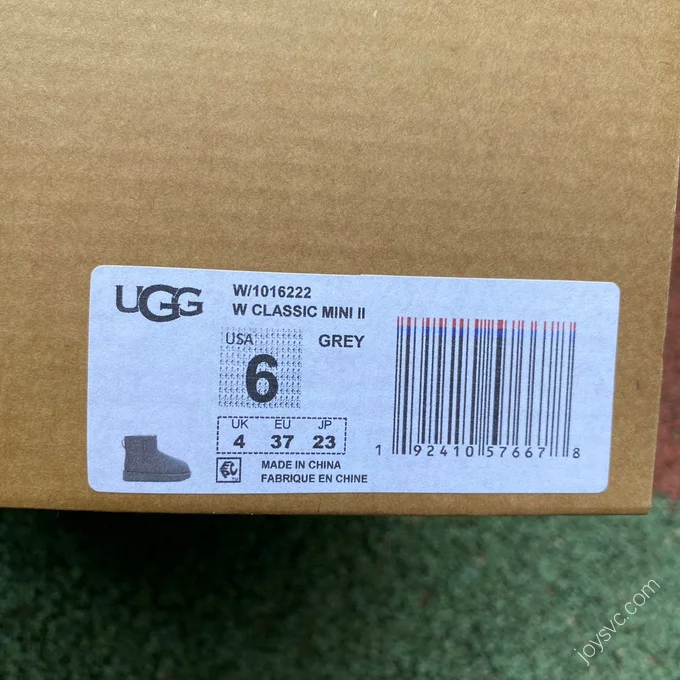 UGG
W/1016222
W CLASSIC MINI II
USA
6
GREY
UK EU JP
4 37 23
MADE IN CHINA
FABRIQUE EN CHINE
1 92410 57667 8
joysvc.com